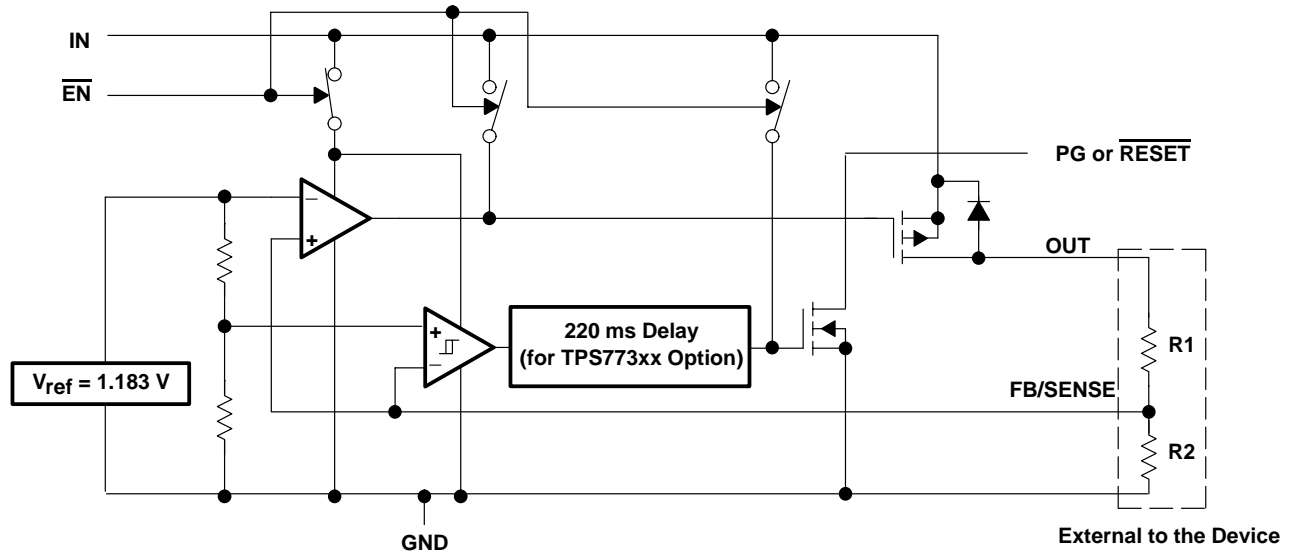 IN
EN
PG or RESET
−
+
OUT
+
−
220 ms Delay
(for TPS773xx Option)
R1
Vref = 1.183 V
FB/SENSE
R2
GND
External to the Device